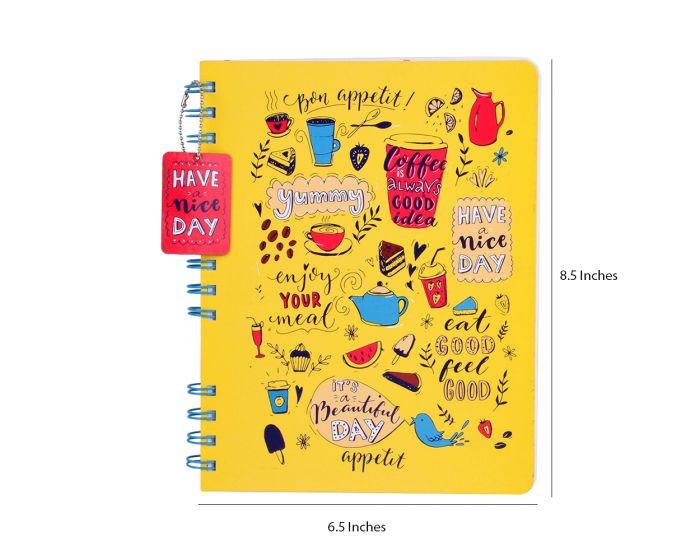 Bon appetit!
Coffee
is
always
GOOD
idea
HAVE
a
nice
DAY
yummy
HAVE
a
nice
DAY
8.5 Inches
enjoy
YOUR
meal
eat
GOOD
feel
GOOD
IT'S
a
Beautiful
DAY
appetit
6.5 Inches